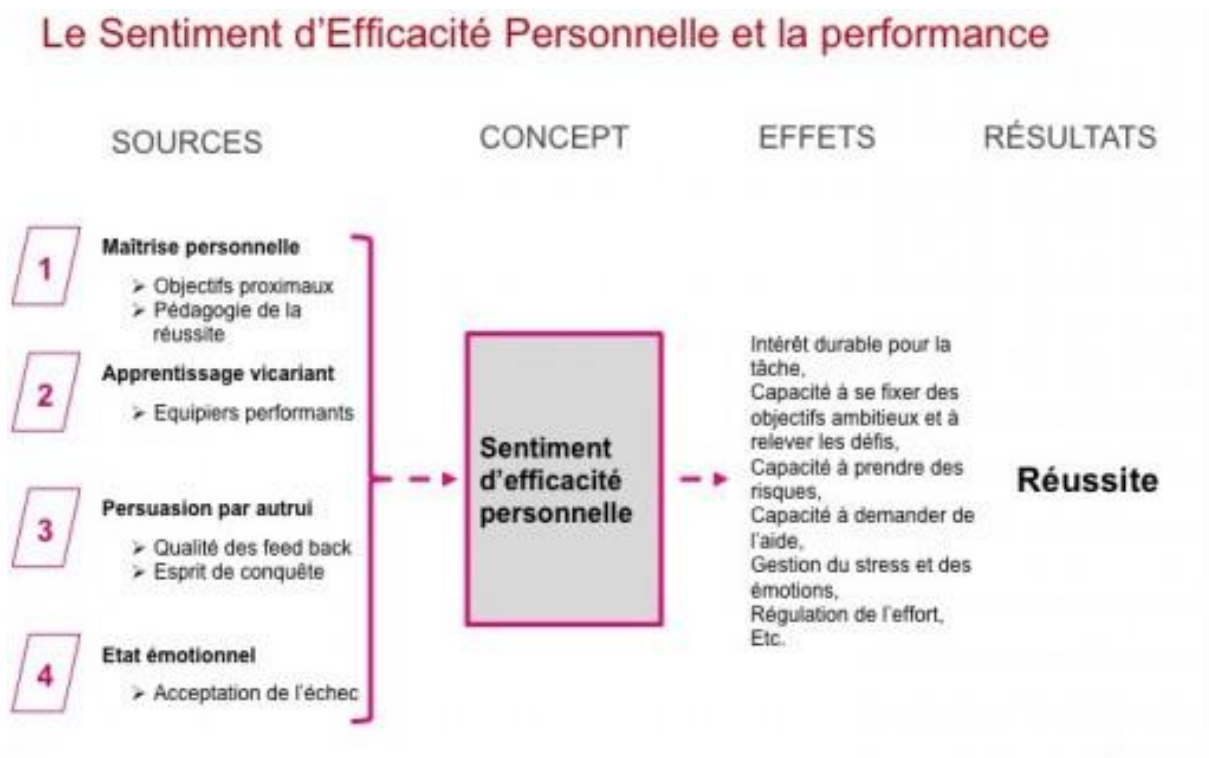 Le Sentiment d'Efficacité Personnelle et la performance
SOURCES
CONCEPT
EFFETS
RÉSULTATS
1
Maîtrise personnelle
➢ Objectifs proximaux
➢ Pédagogie de la
réussite
2
Apprentissage vicariant
➢ Equipiers performants
3
Persuasion par autrui
➢ Qualité des feed back
➢ Esprit de conquête
4
Etat émotionnel
➢ Acceptation de l'échec
Sentiment
d'efficacité
personnelle
Intérêt durable pour la
tâche,
Capacité à se fixer des
objectifs ambitieux et à
relever les défis,
Capacité à prendre des
risques,
Capacité à demander de
l'aide,
Gestion du stress et des
émotions,
Régulation de l'effort,
Etc.
Réussite